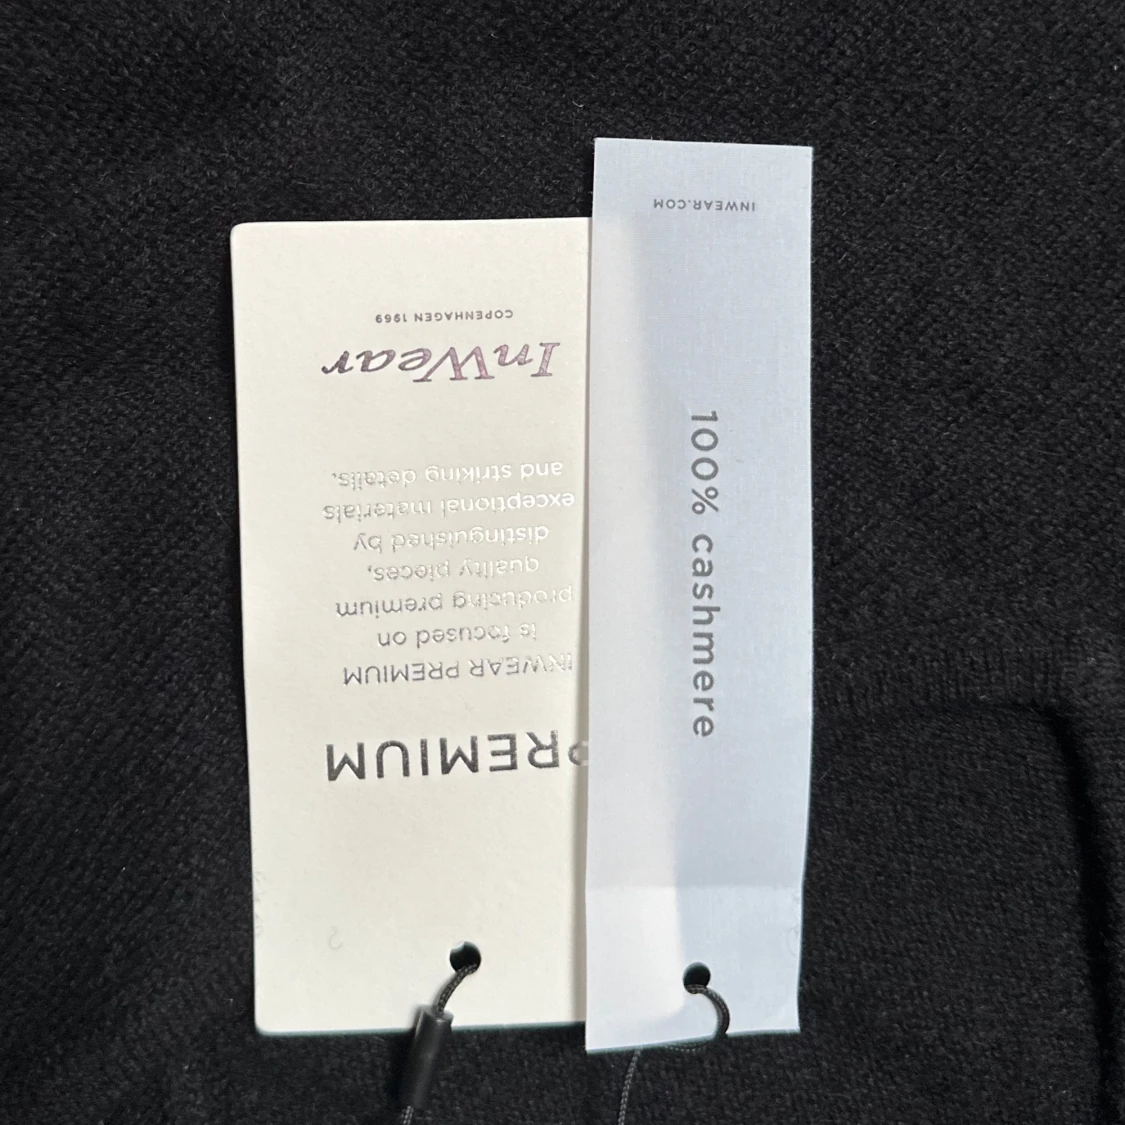 PREMIUM
INWEAR PREMIUM
is focused on
producing premium
quality pieces,
distinguished by
exceptional materials
and striking details.
InWear
COPENHAGEN 1969
100% cashmere
INWEAR.COM